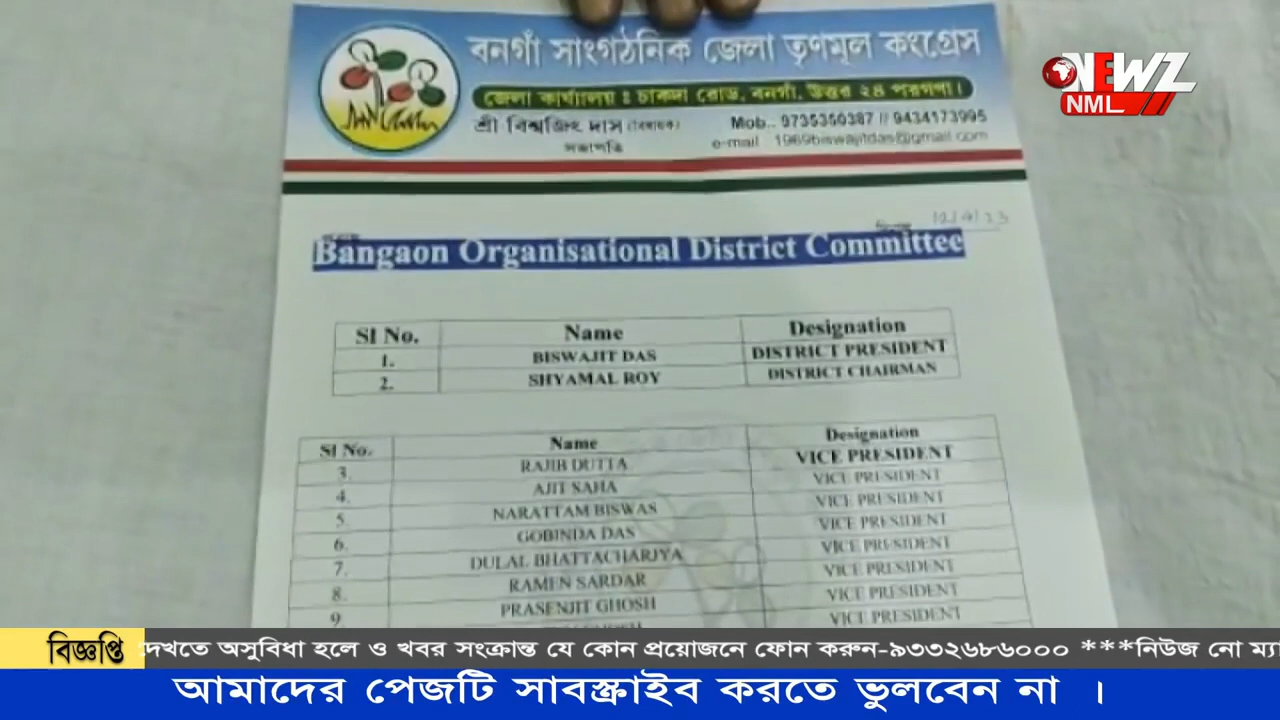 বনগাঁ সাংগঠনিক জেলা তৃণমূল কংগ্রেস
জেলা কার্য্যালয় : চাকদা রোড, বনগাঁ, উত্তর ২৪ পরগণা।
শ্রী বিশ্বজিৎ দাস (বিধায়ক)
সভাপতি
Mob.. 9735350387 // 9434173995
e-mail 1969biswajitdas@gmail.com
NEWZ
NML
Bangaon Organisational District Committee
Sl No. Name Designation
1. BISWAJIT DAS DISTRICT PRESIDENT
2. SHYAMAL ROY DISTRICT CHAIRMAN
Sl No. Name Designation
3. RAJIB DUTTA VICE PRESIDENT
4. AJIT SAHA VICE PRESIDENT
5. NARATTAM BISWAS VICE PRESIDENT
6. GOBINDA DAS VICE PRESIDENT
7. DULAL BHATTACHARJYA VICE PRESIDENT
8. RAMEN SARDAR VICE PRESIDENT
9 PRASENJIT GHOSH VICE PRESIDENT
VICE PRESIDENT
বিজ্ঞপ্তি দেখতে অসুবিধা হলে ও খবর সংক্রান্ত যে কোন প্রয়োজনে ফোন করুন-৯৩৩২৬৮৬০০০ ***নিউজ নো ম্যা
আমাদের পেজটি সাবস্ক্রাইব করতে ভুলবেন না ।